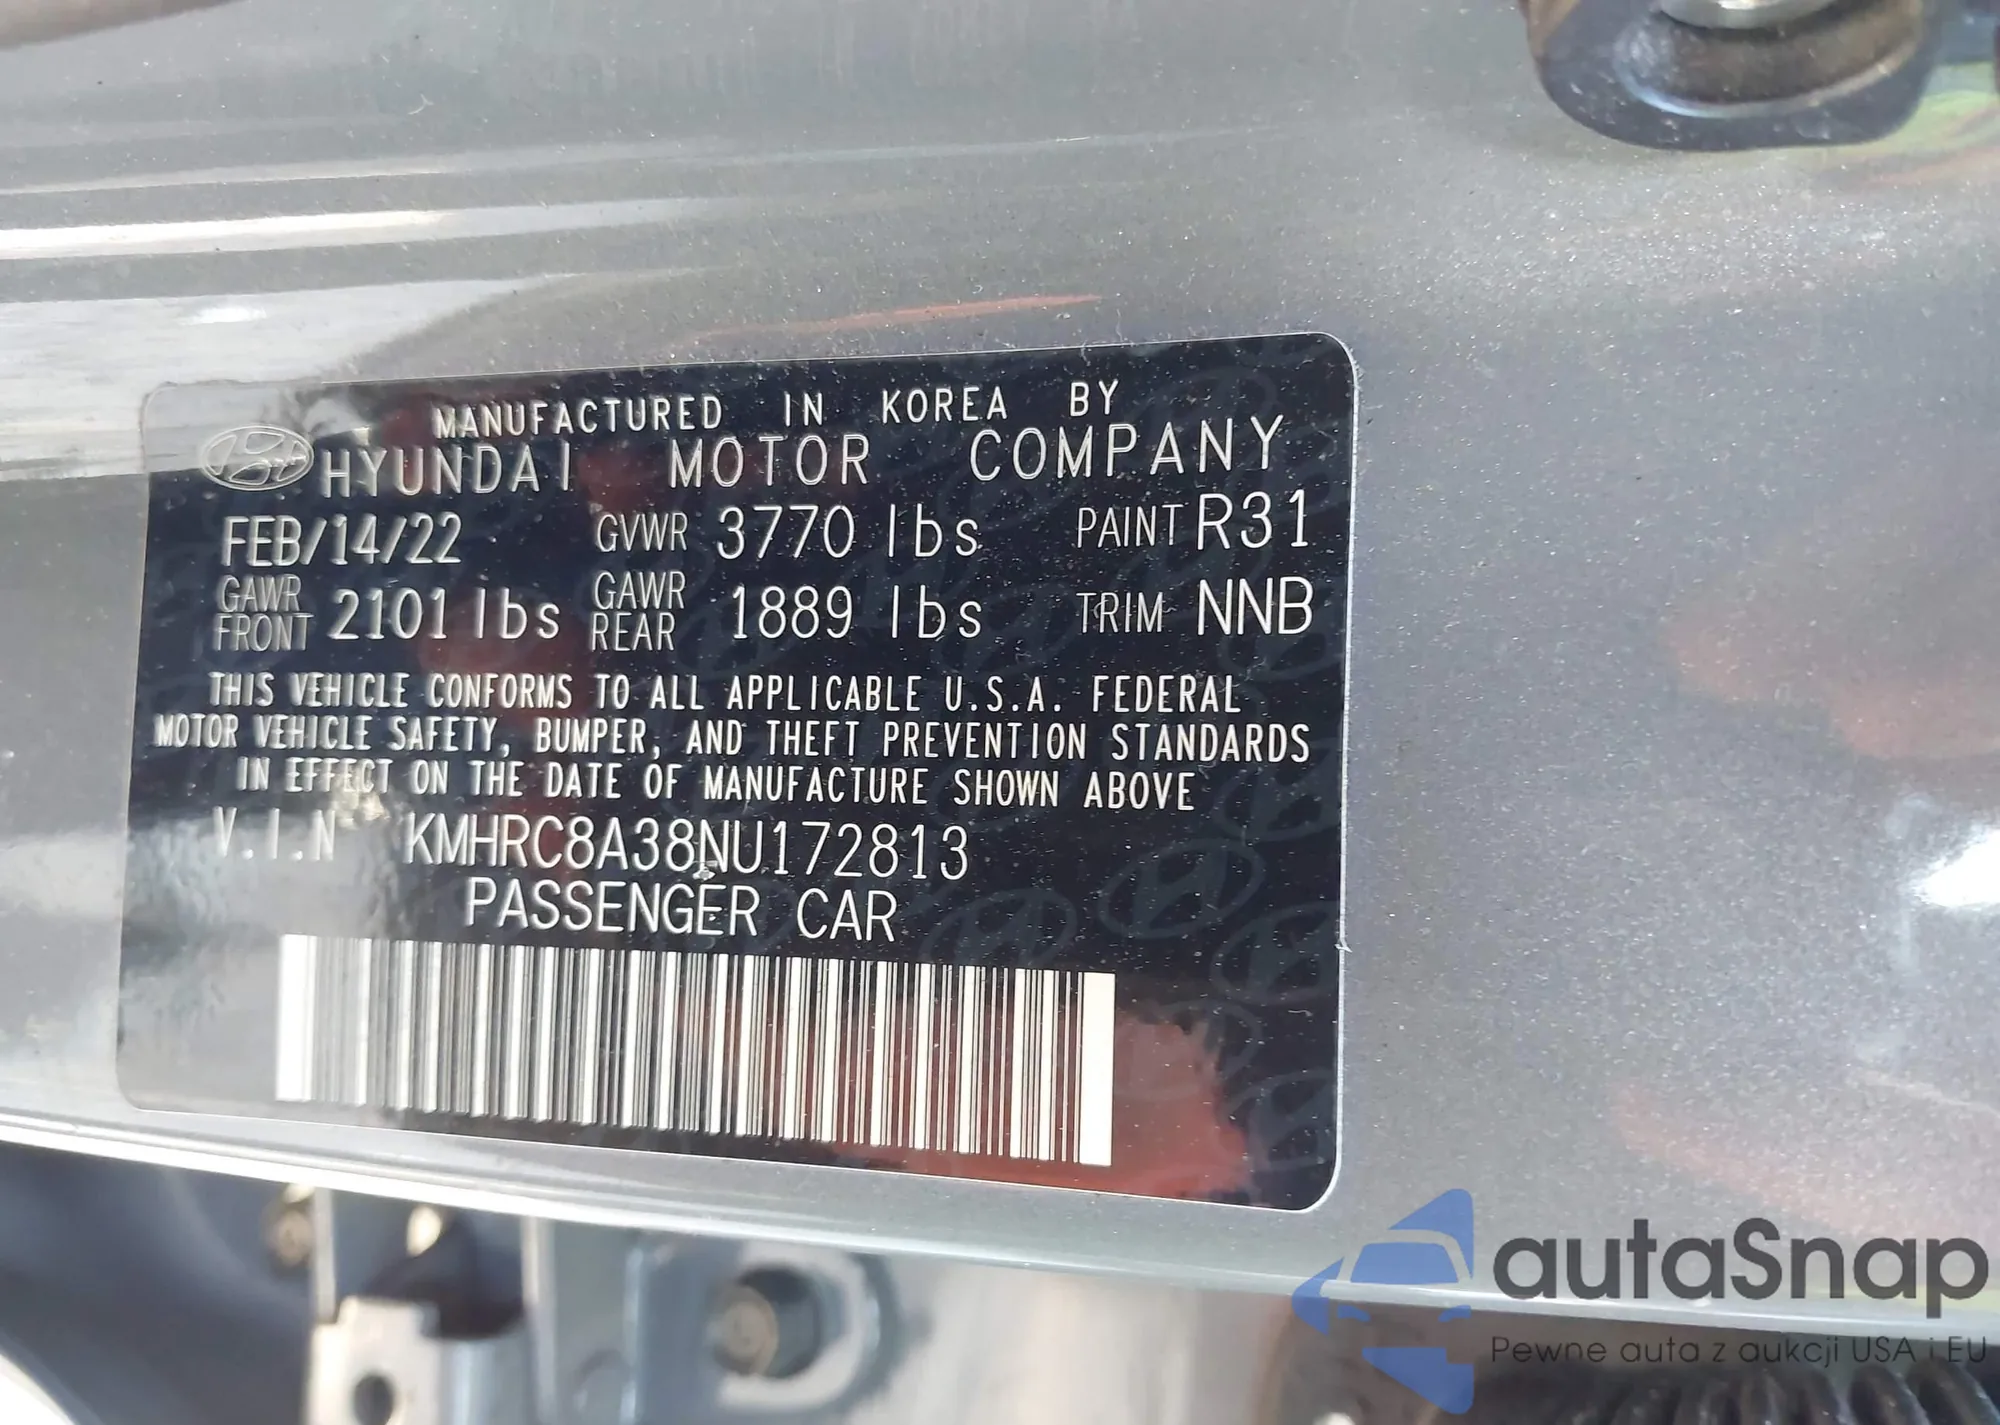 MANUFACTURED IN KOREA BY
HYUNDAI MOTOR COMPANY
FEB/14/22 GVWR 3770 lbs PAINT R31
GAWR FRONT 2101 lbs GAWR REAR 1889 lbs TRIM NNB
THIS VEHICLE CONFORMS TO ALL APPLICABLE U.S.A. FEDERAL
MOTOR VEHICLE SAFETY, BUMPER, AND THEFT PREVENTION STANDARDS
IN EFFECT ON THE DATE OF MANUFACTURE SHOWN ABOVE
V.I.N KMHRC8A38NU172813
PASSENGER CAR
autaSnap
Pewne auta z aukcji USA i EU